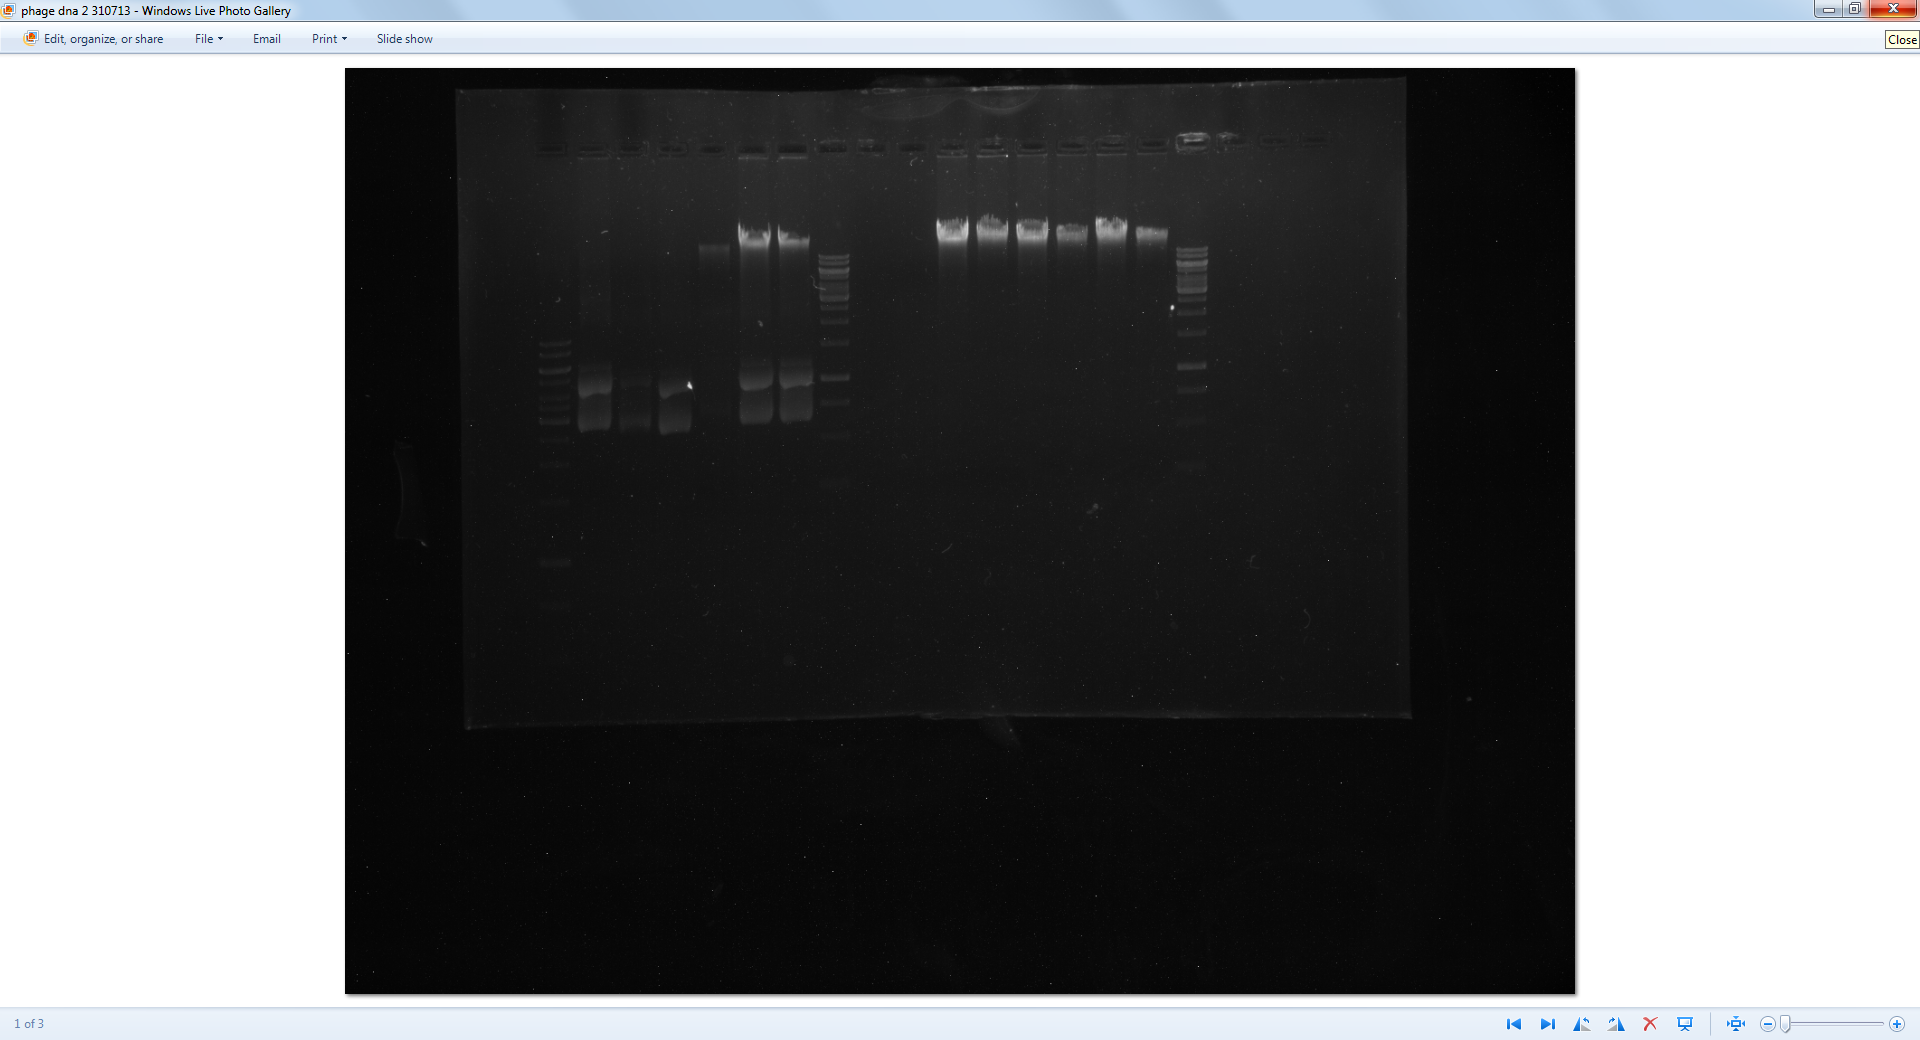 phage dna 2 310713 - Windows Live Photo Gallery
Edit, organize, or share File Email Print Slide show
Close
1 of 3